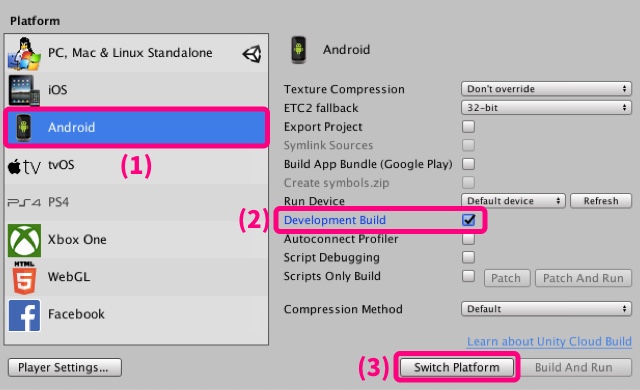 Platform
PC, Mac & Linux Standalone
iOS
Android
(1)
tv
tvOS
PS4
Xbox One
HTML
5
WebGL
f
Facebook
Player Settings...
Android
Texture Compression Don't override
ETC2 fallback 32-bit
Export Project
Symlink Sources
Build App Bundle (Google Play)
Create symbols.zip
Run Device Default device Refresh
(2) Development Build
Autoconnect Profiler
Script Debugging
Scripts Only Build Patch Patch And Run
Compression Method Default
Learn about Unity Cloud Build
(3) Switch Platform Build And Run